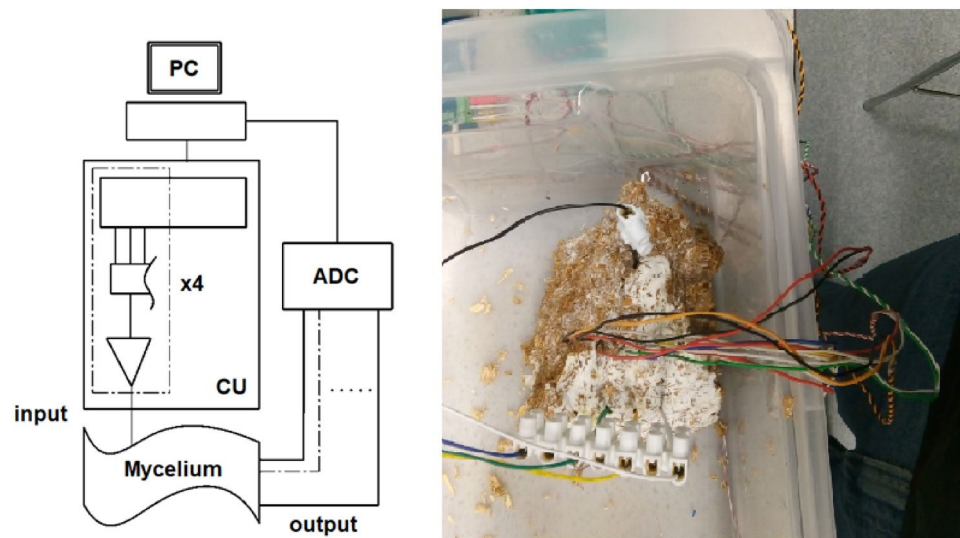 PC
ADC
x4
CU
input
Mycelium
output